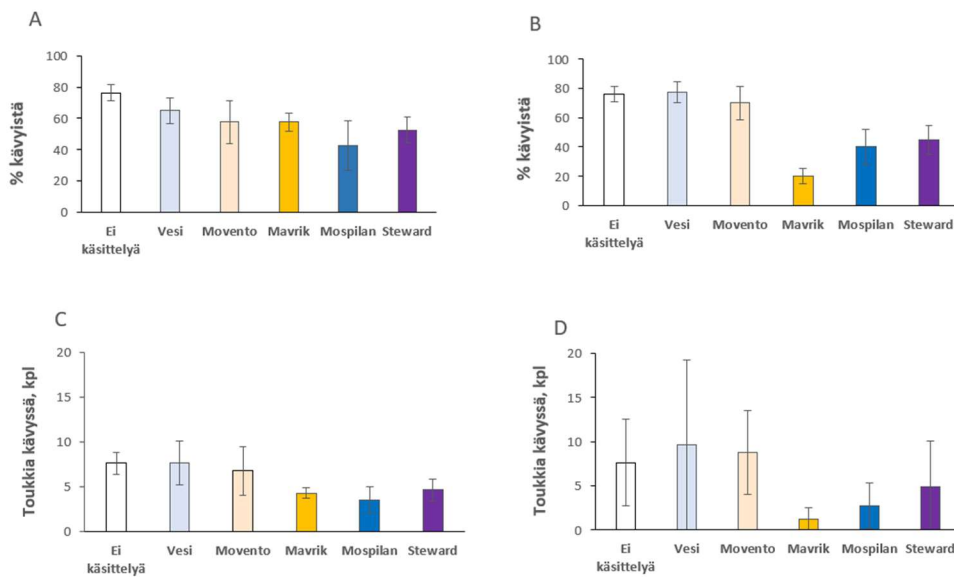 A
% kävyistä
100
80
60
40
20
0
Ei käsittelyä
Vesi
Movento
Mavrik
Mospilan
Steward
B
% kävyistä
100
80
60
40
20
0
Ei käsittelyä
Vesi
Movento
Mavrik
Mospilan
Steward
C
Toukkia kävyssä, kpl
20
15
10
5
0
Ei
käsittelyä
Vesi
Movento
Mavrik
Mospilan
Steward
D
Toukkia kävyssä, kpl
20
15
10
5
0
Ei
käsittelyä
Vesi
Movento
Mavrik
Mospilan
Steward